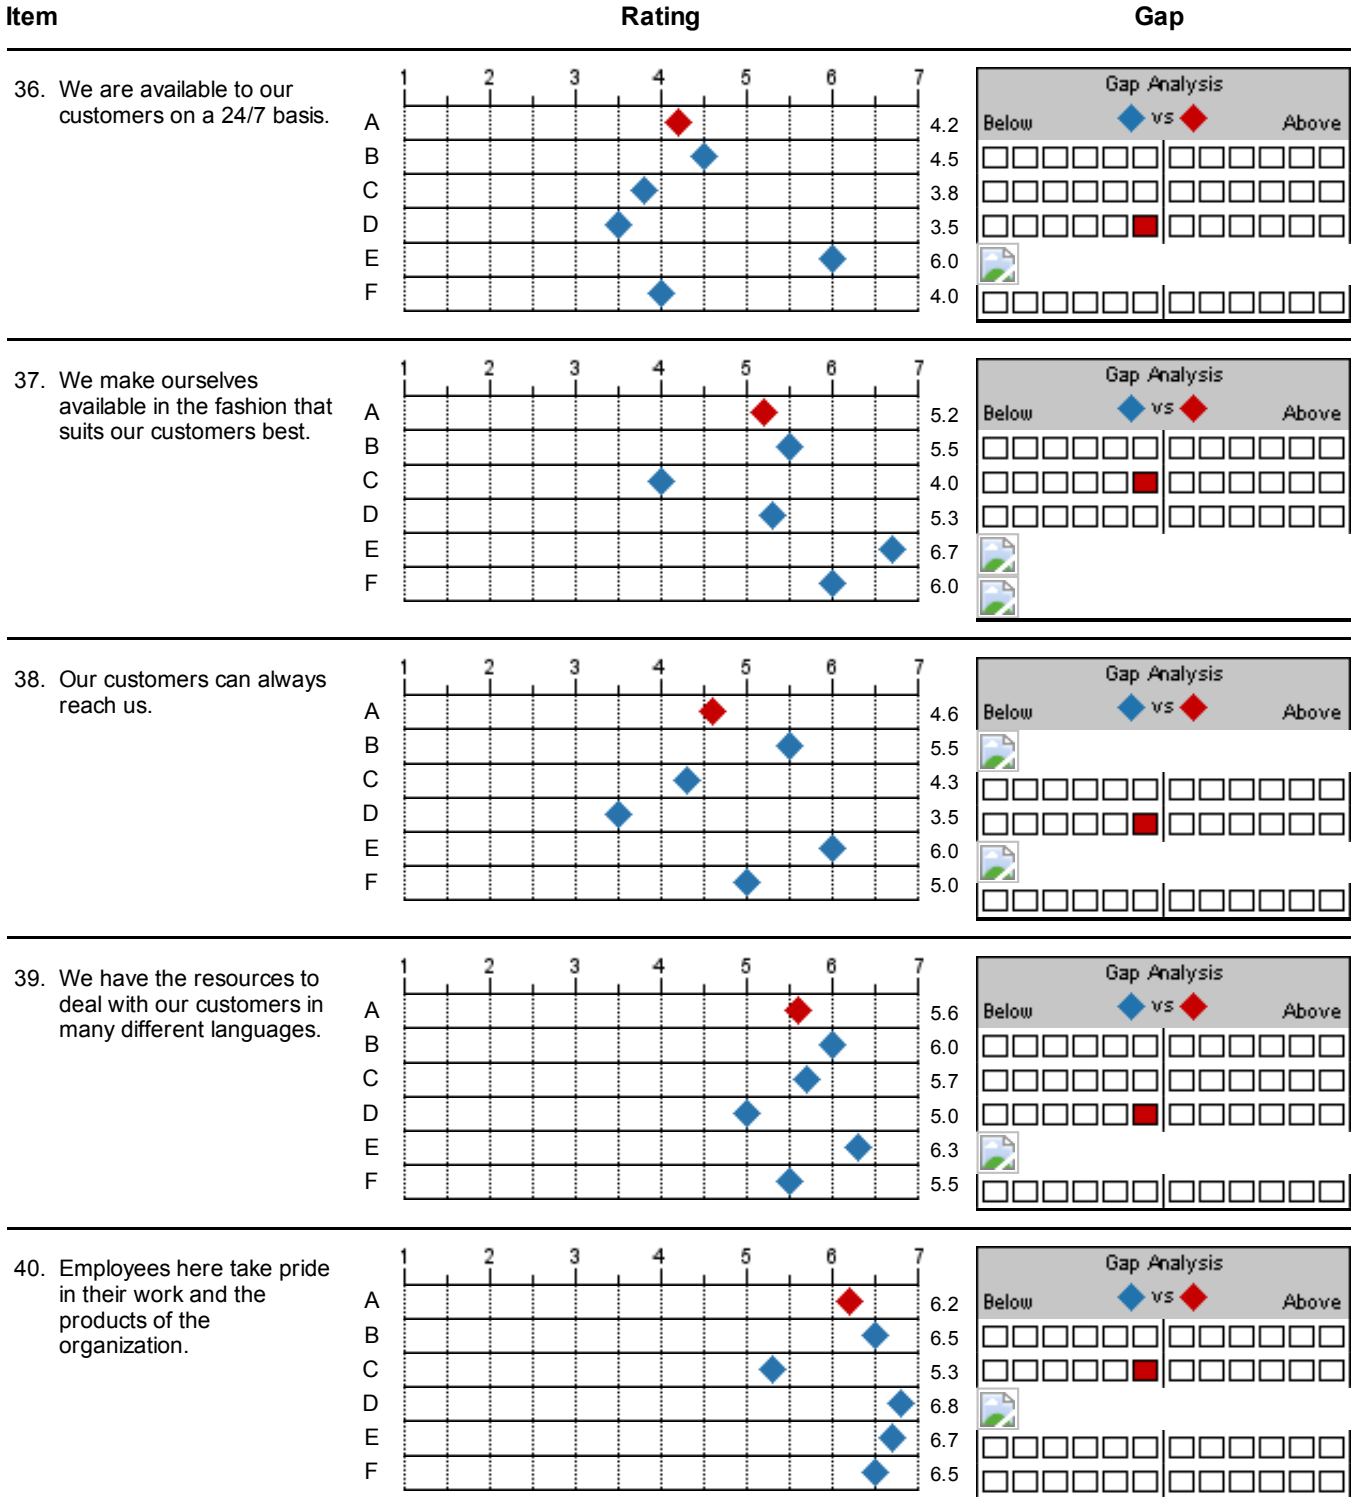 Item Rating Gap
36. We are available to our
customers on a 24/7 basis.
1 2 3 4 5 6 7
A 4.2
B 4.5
C 3.8
D 3.5
E 6.0
F 4.0
Gap Analysis
Below vs Above
37. We make ourselves
available in the fashion that
suits our customers best.
1 2 3 4 5 6 7
A 5.2
B 5.5
C 4.0
D 5.3
E 6.7
F 6.0
Gap Analysis
Below vs Above
38. Our customers can always
reach us.
1 2 3 4 5 6 7
A 4.6
B 5.5
C 4.3
D 3.5
E 6.0
F 5.0
Gap Analysis
Below vs Above
39. We have the resources to
deal with our customers in
many different languages.
1 2 3 4 5 6 7
A 5.6
B 6.0
C 5.7
D 5.0
E 6.3
F 5.5
Gap Analysis
Below vs Above
40. Employees here take pride
in their work and the
products of the
organization.
1 2 3 4 5 6 7
A 6.2
B 6.5
C 5.3
D 6.8
E 6.7
F 6.5
Gap Analysis
Below vs Above